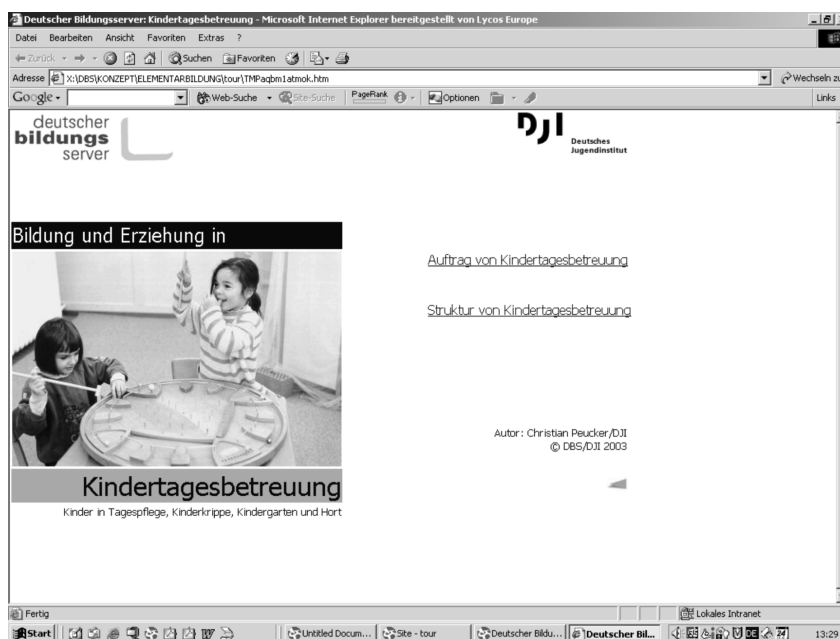 Deutscher Bildungsserver: Kindertagesbetreuung - Microsoft Internet Explorer bereitgestellt von Lycos Europe
Datei Bearbeiten Ansicht Favoriten Extras ?
Zurück Suchen Favoriten
Adresse X:\DBS\KONZEPT\ELEMENTARBILDUNG\tour\TMPaqbm1atmok.htm Wechseln zu
Google Web-Suche Site-Suche PageRank Optionen Links
deutscher
bildungs
server
DJI
Deutsches
Jugendinstitut
Bildung und Erziehung in
Auftrag von Kindertagesbetreuung
Struktur von Kindertagesbetreuung
Autor: Christian Peucker/DJI
© DBS/DJI 2003
Kindertagesbetreuung
Kinder in Tagespflege, Kinderkrippe, Kindergarten und Hort
Fertig Lokales Intranet
Start Untitled Docum... Site - tour Deutscher Bildu... Deutscher Bil... DE 24 13:39